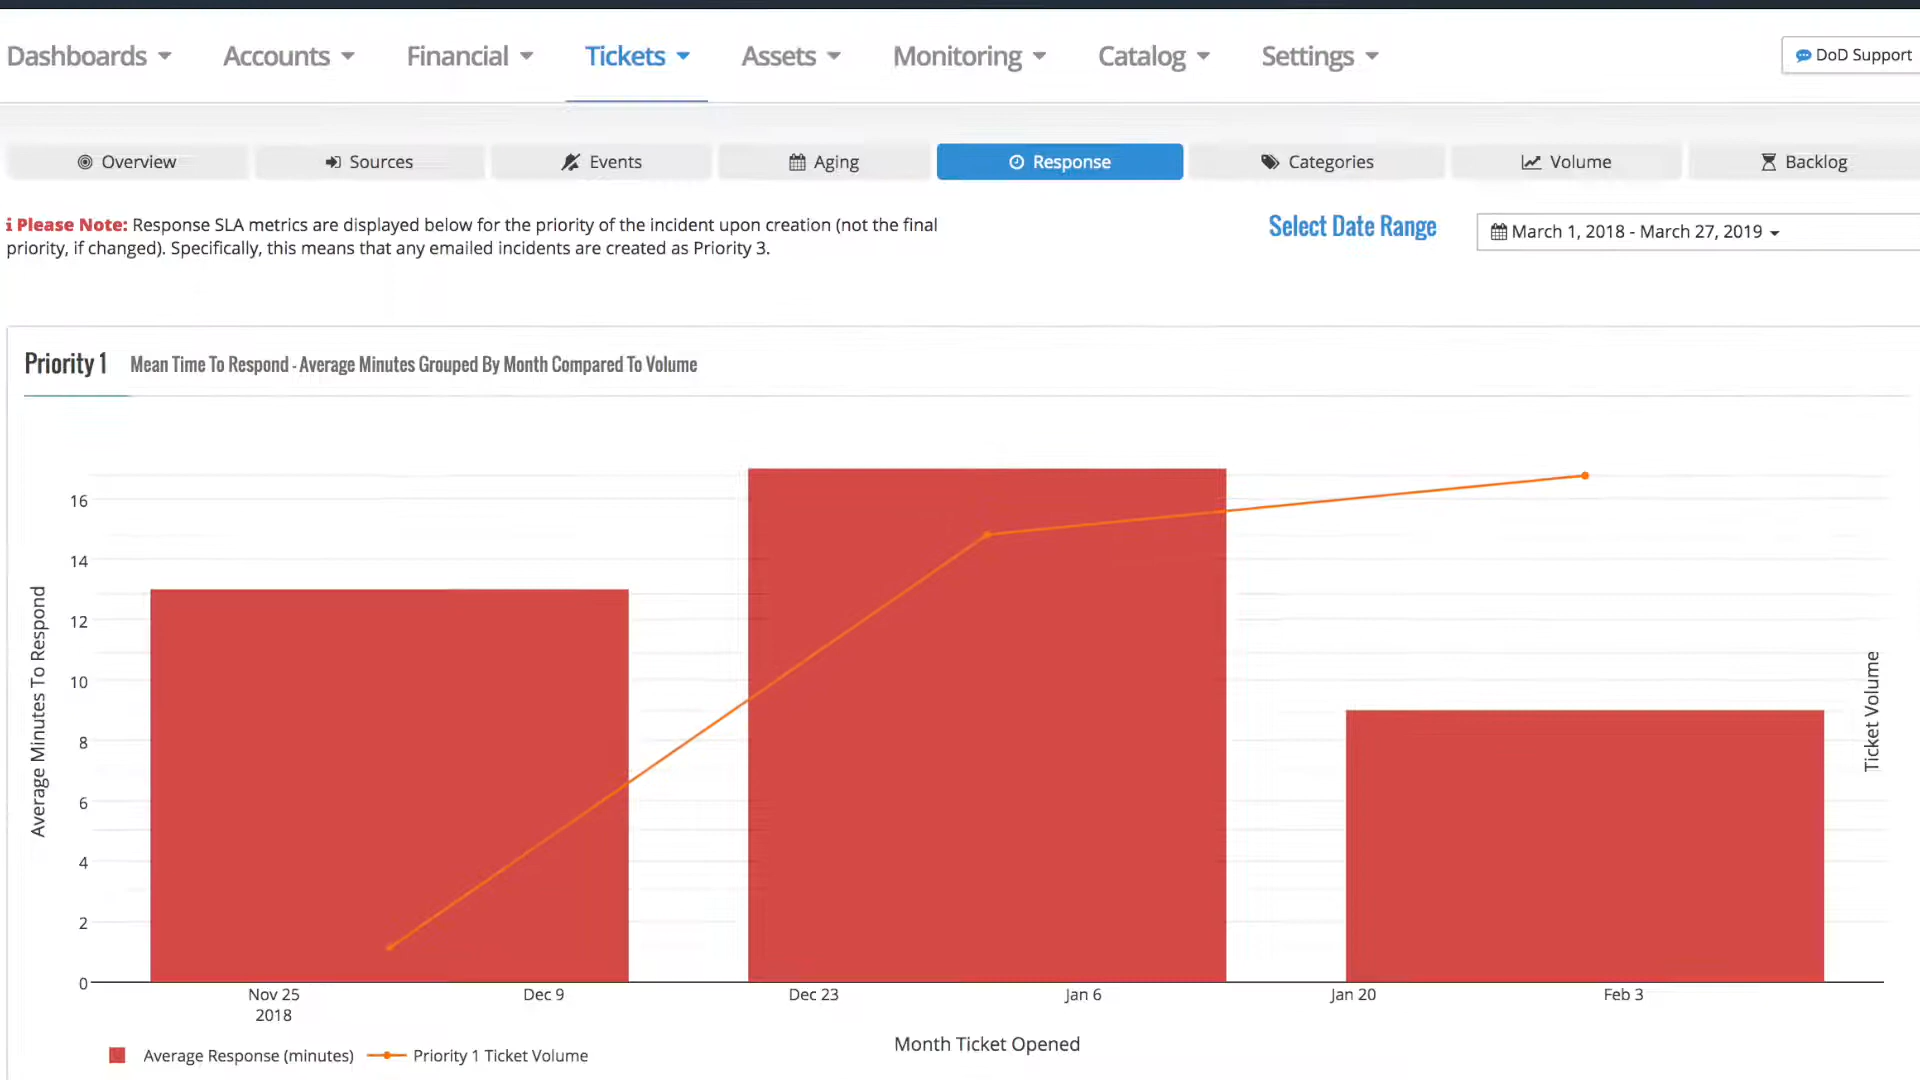 Dashboards Accounts Financial Tickets Assets Monitoring Catalog Settings DoD Support
Overview Sources Events Aging Response Categories Volume Backlog
i Please Note: Response SLA metrics are displayed below for the priority of the incident upon creation (not the final
priority, if changed). Specifically, this means that any emailed incidents are created as Priority 3.
Select Date Range March 1, 2018 - March 27, 2019
Priority 1 Mean Time To Respond - Average Minutes Grouped By Month Compared To Volume
Average Minutes To Respond
16
14
12
10
8
6
4
2
0
Ticket Volume
Nov 25 Dec 9 Dec 23 Jan 6 Jan 20 Feb 3
2018
Month Ticket Opened
Average Response (minutes) Priority 1 Ticket Volume